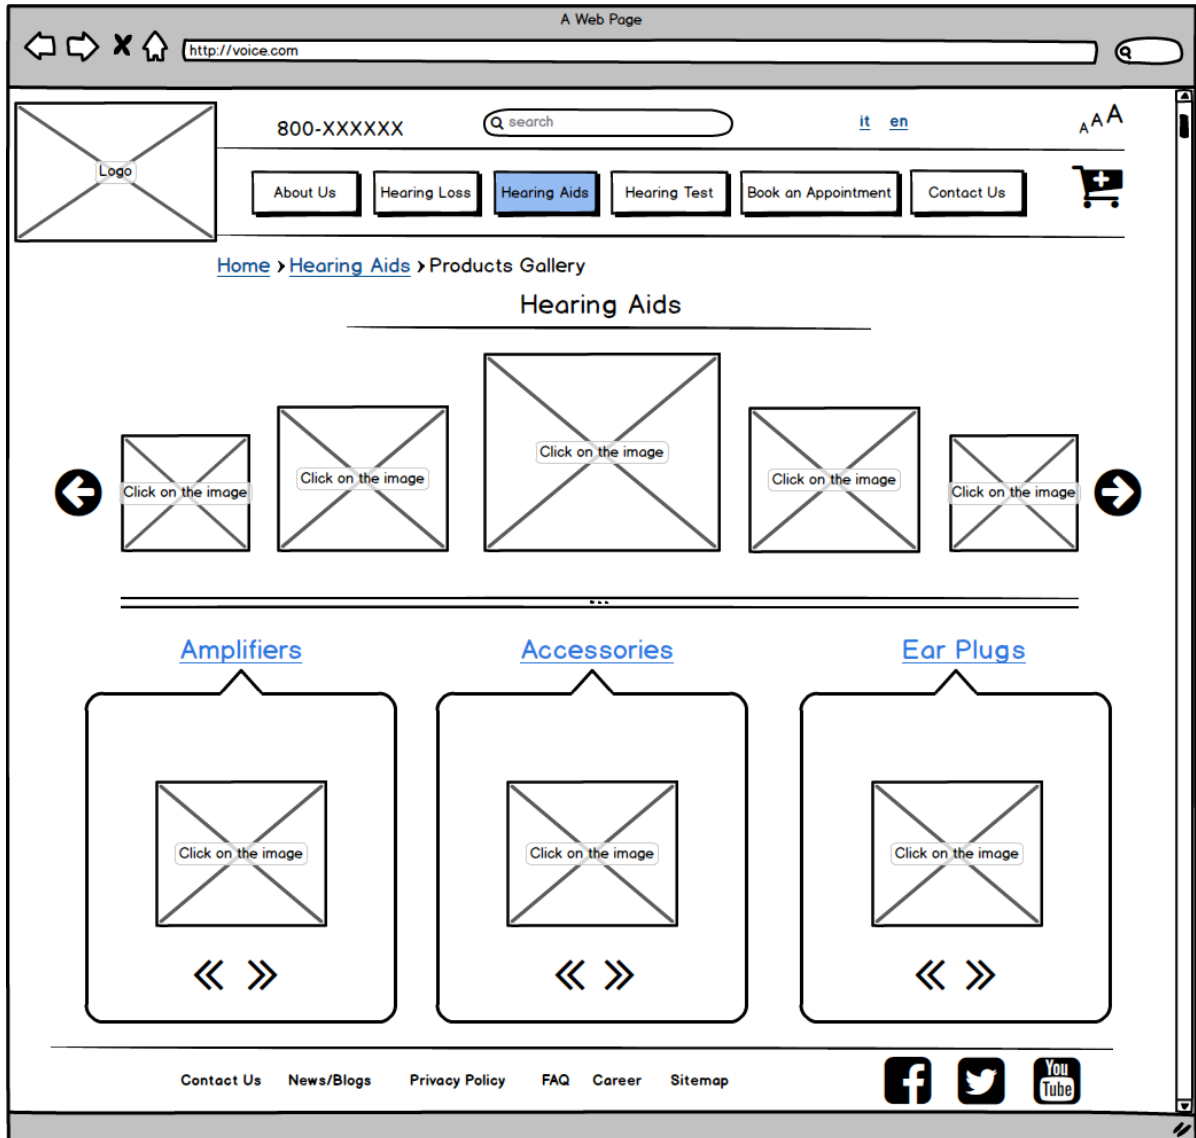 A Web Page
http://voice.com
Logo
800-XXXXXX
search
it en
A A A
About Us Hearing Loss Hearing Aids Hearing Test Book an Appointment Contact Us
Home > Hearing Aids > Products Gallery
Hearing Aids
Click on the image Click on the image Click on the image Click on the image Click on the image
Amplifiers Accessories Ear Plugs
Click on the image Click on the image Click on the image
Contact Us News/Blogs Privacy Policy FAQ Career Sitemap
You
Tube